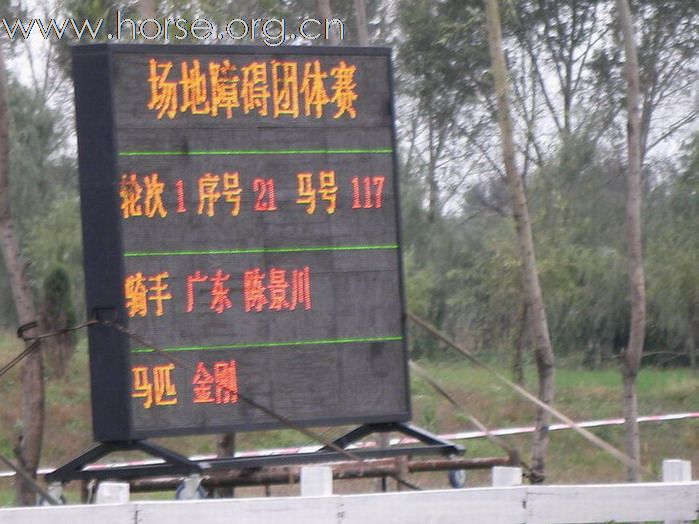 www.horse.org.cn
场地障碍团体赛
轮次 1 序号 21 马号 117
骑手 广东 陈景川
马匹 金刚